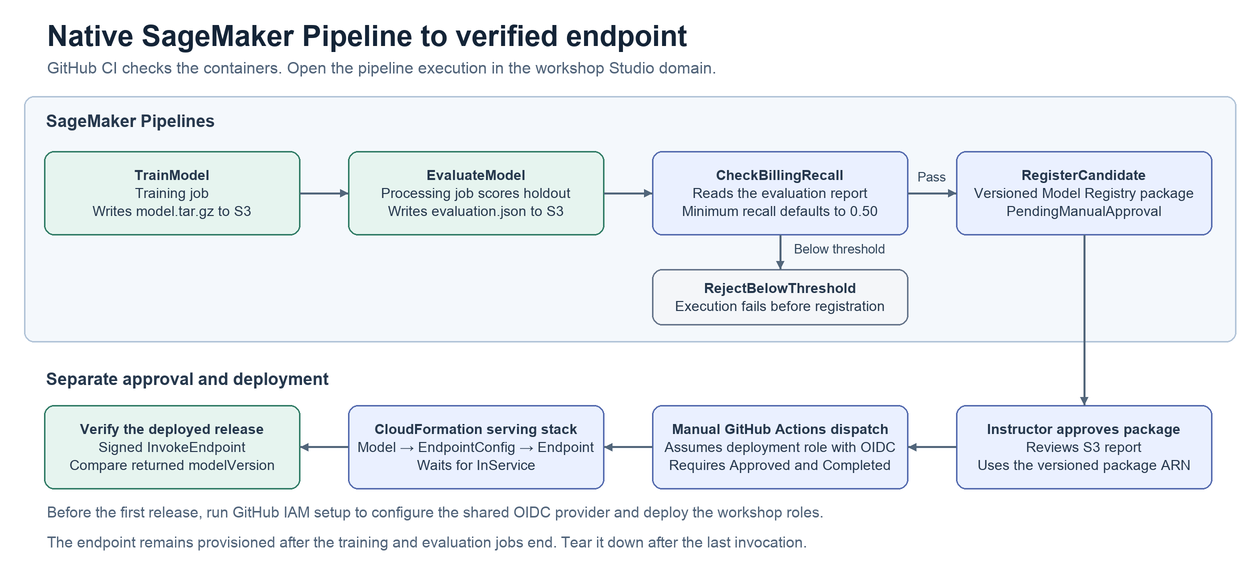 Native SageMaker Pipeline to verified endpoint
GitHub CI checks the containers. Open the pipeline execution in the workshop Studio domain.
SageMaker Pipelines
TrainModel
Training job
Writes model.tar.gz to S3
EvaluateModel
Processing job scores holdout
Writes evaluation.json to S3
CheckBillingRecall
Reads the evaluation report
Minimum recall defaults to 0.50
Pass
RegisterCandidate
Versioned Model Registry package
PendingManualApproval
Below threshold
RejectBelowThreshold
Execution fails before registration
Separate approval and deployment
Verify the deployed release
Signed InvokeEndpoint
Compare returned modelVersion
CloudFormation serving stack
Model → EndpointConfig → Endpoint
Waits for InService
Manual GitHub Actions dispatch
Assumes deployment role with OIDC
Requires Approved and Completed
Instructor approves package
Reviews S3 report
Uses the versioned package ARN
Before the first release, run GitHub IAM setup to configure the shared OIDC provider and deploy the workshop roles.
The endpoint remains provisioned after the training and evaluation jobs end. Tear it down after the last invocation.